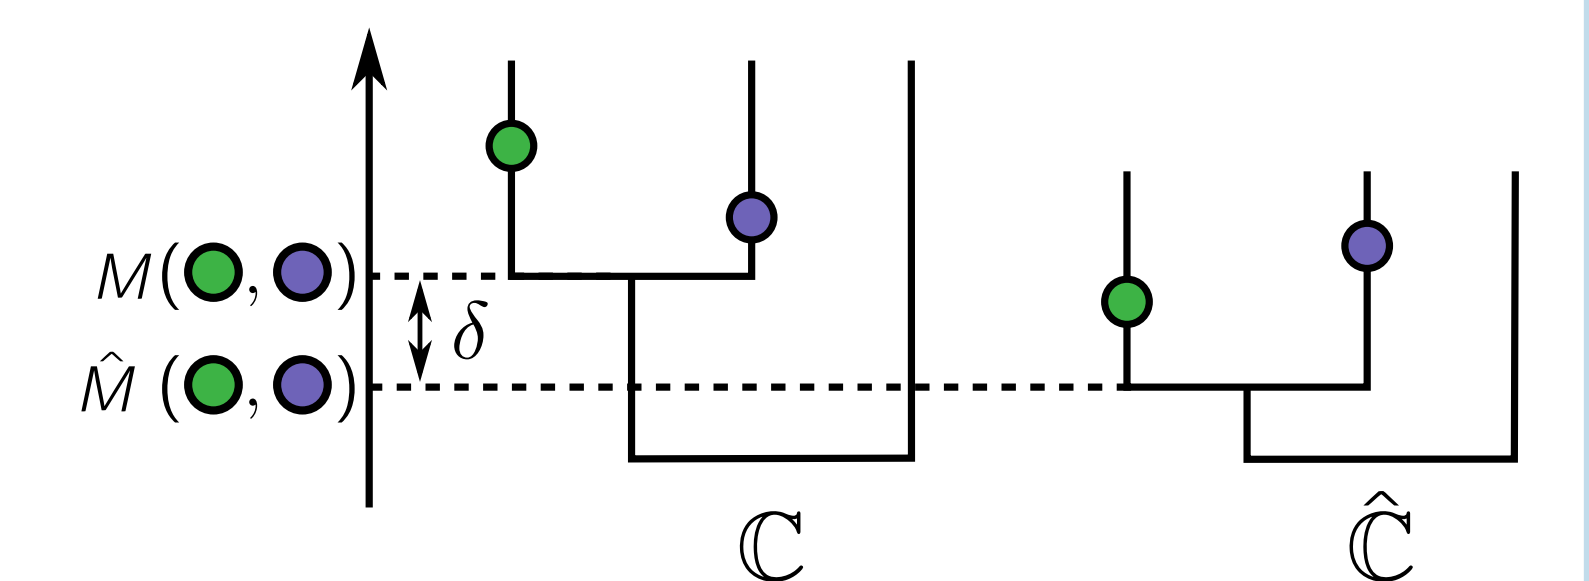 M( , )
δ
M̂ ( , )
ℂ
ℂ̂